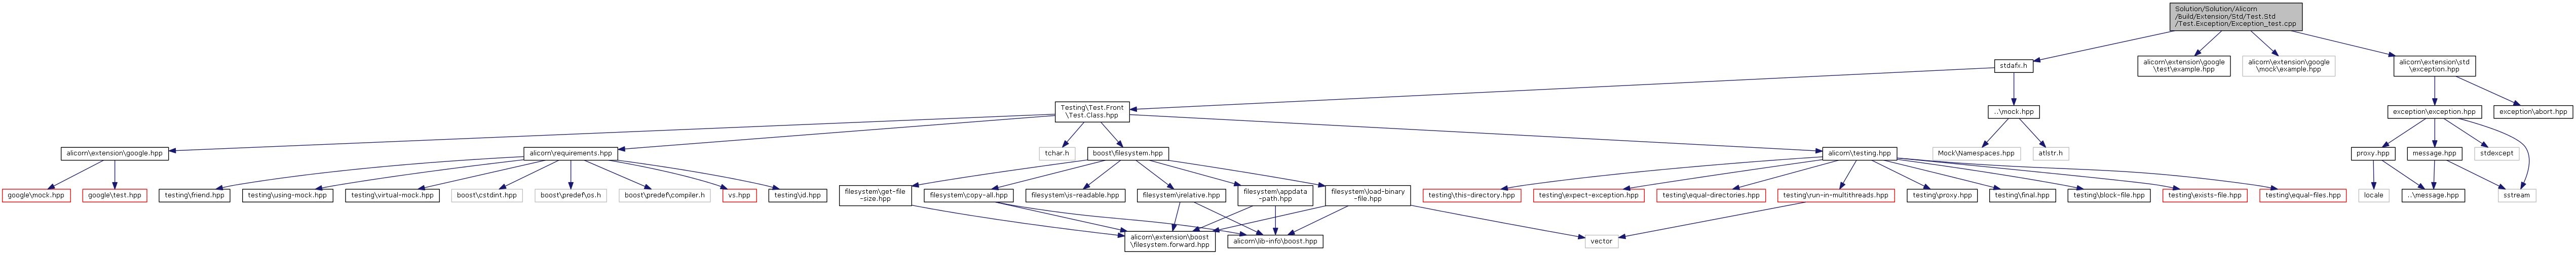 Solution/Solution/Alicorn
/Build/Extension/Std/Test.Std
/Test.Exception/Exception_test.cpp
stdafx.h
alicorn\extension\google
\test\example.hpp
alicorn\extension\google
\mock\example.hpp
alicorn\extension\std
\exception.hpp
Testing\Test.Front
\Test.Class.hpp
..\mock.hpp
exception\exception.hpp
exception\abort.hpp
alicorn\extension\google.hpp
alicorn\requirements.hpp
tchar.h
boost\filesystem.hpp
alicorn\testing.hpp
Mock\Namespaces.hpp
atlstr.h
proxy.hpp
message.hpp
stdexcept
google\mock.hpp
google\test.hpp
testing\friend.hpp
testing\using-mock.hpp
testing\virtual-mock.hpp
boost\cstdint.hpp
boost\predef\os.h
boost\predef\compiler.h
vs.hpp
testing\id.hpp
filesystem\get-file
-size.hpp
filesystem\copy-all.hpp
filesystem\is-readable.hpp
filesystem\relative.hpp
filesystem\appdata
-path.hpp
filesystem\load-binary
-file.hpp
testing\this-directory.hpp
testing\expect-exception.hpp
testing\equal-directories.hpp
testing\run-in-multithreads.hpp
testing\proxy.hpp
testing\final.hpp
testing\block-file.hpp
testing\exists-file.hpp
testing\equal-files.hpp
locale
..\message.hpp
sstream
alicorn\extension\boost
\filesystem.forward.hpp
alicorn\lib-info\boost.hpp
vector